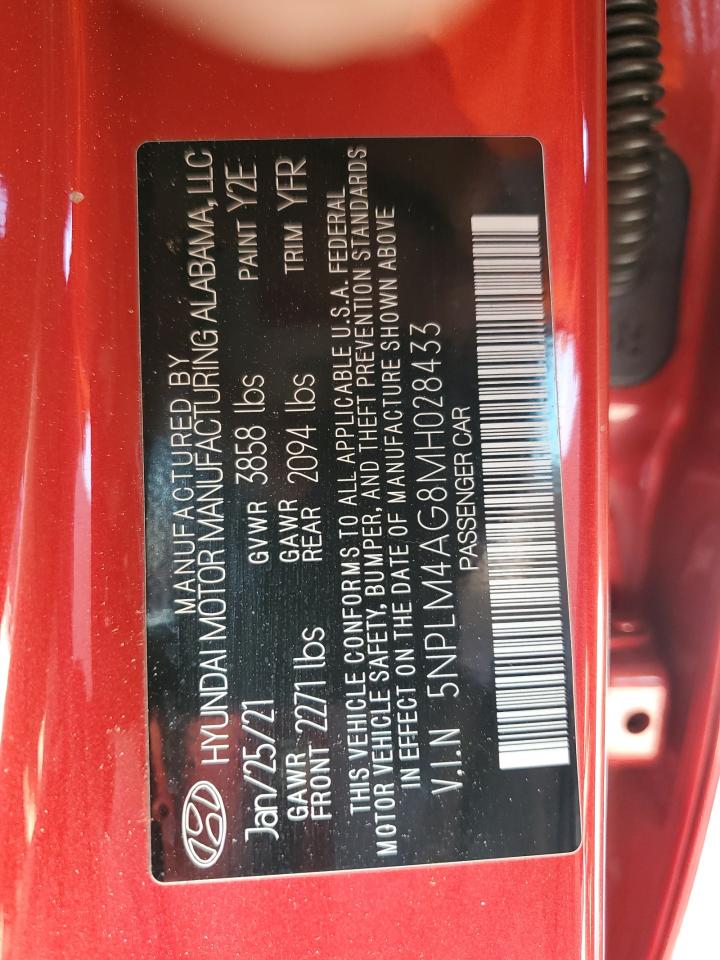 MANUFACTURED BY
HYUNDAI MOTOR MANUFACTURING ALABAMA, LLC
Jan/25/21 GVWR 3858 lbs PAINT Y2E
GAWR FRONT 2271 lbs GAWR REAR 2094 lbs TRIM YFR
THIS VEHICLE CONFORMS TO ALL APPLICABLE U.S.A. FEDERAL
MOTOR VEHICLE SAFETY, BUMPER, AND THEFT PREVENTION STANDARDS
IN EFFECT ON THE DATE OF MANUFACTURE SHOWN ABOVE
V.I.N 5NPLM4AG8MH028433
PASSENGER CAR